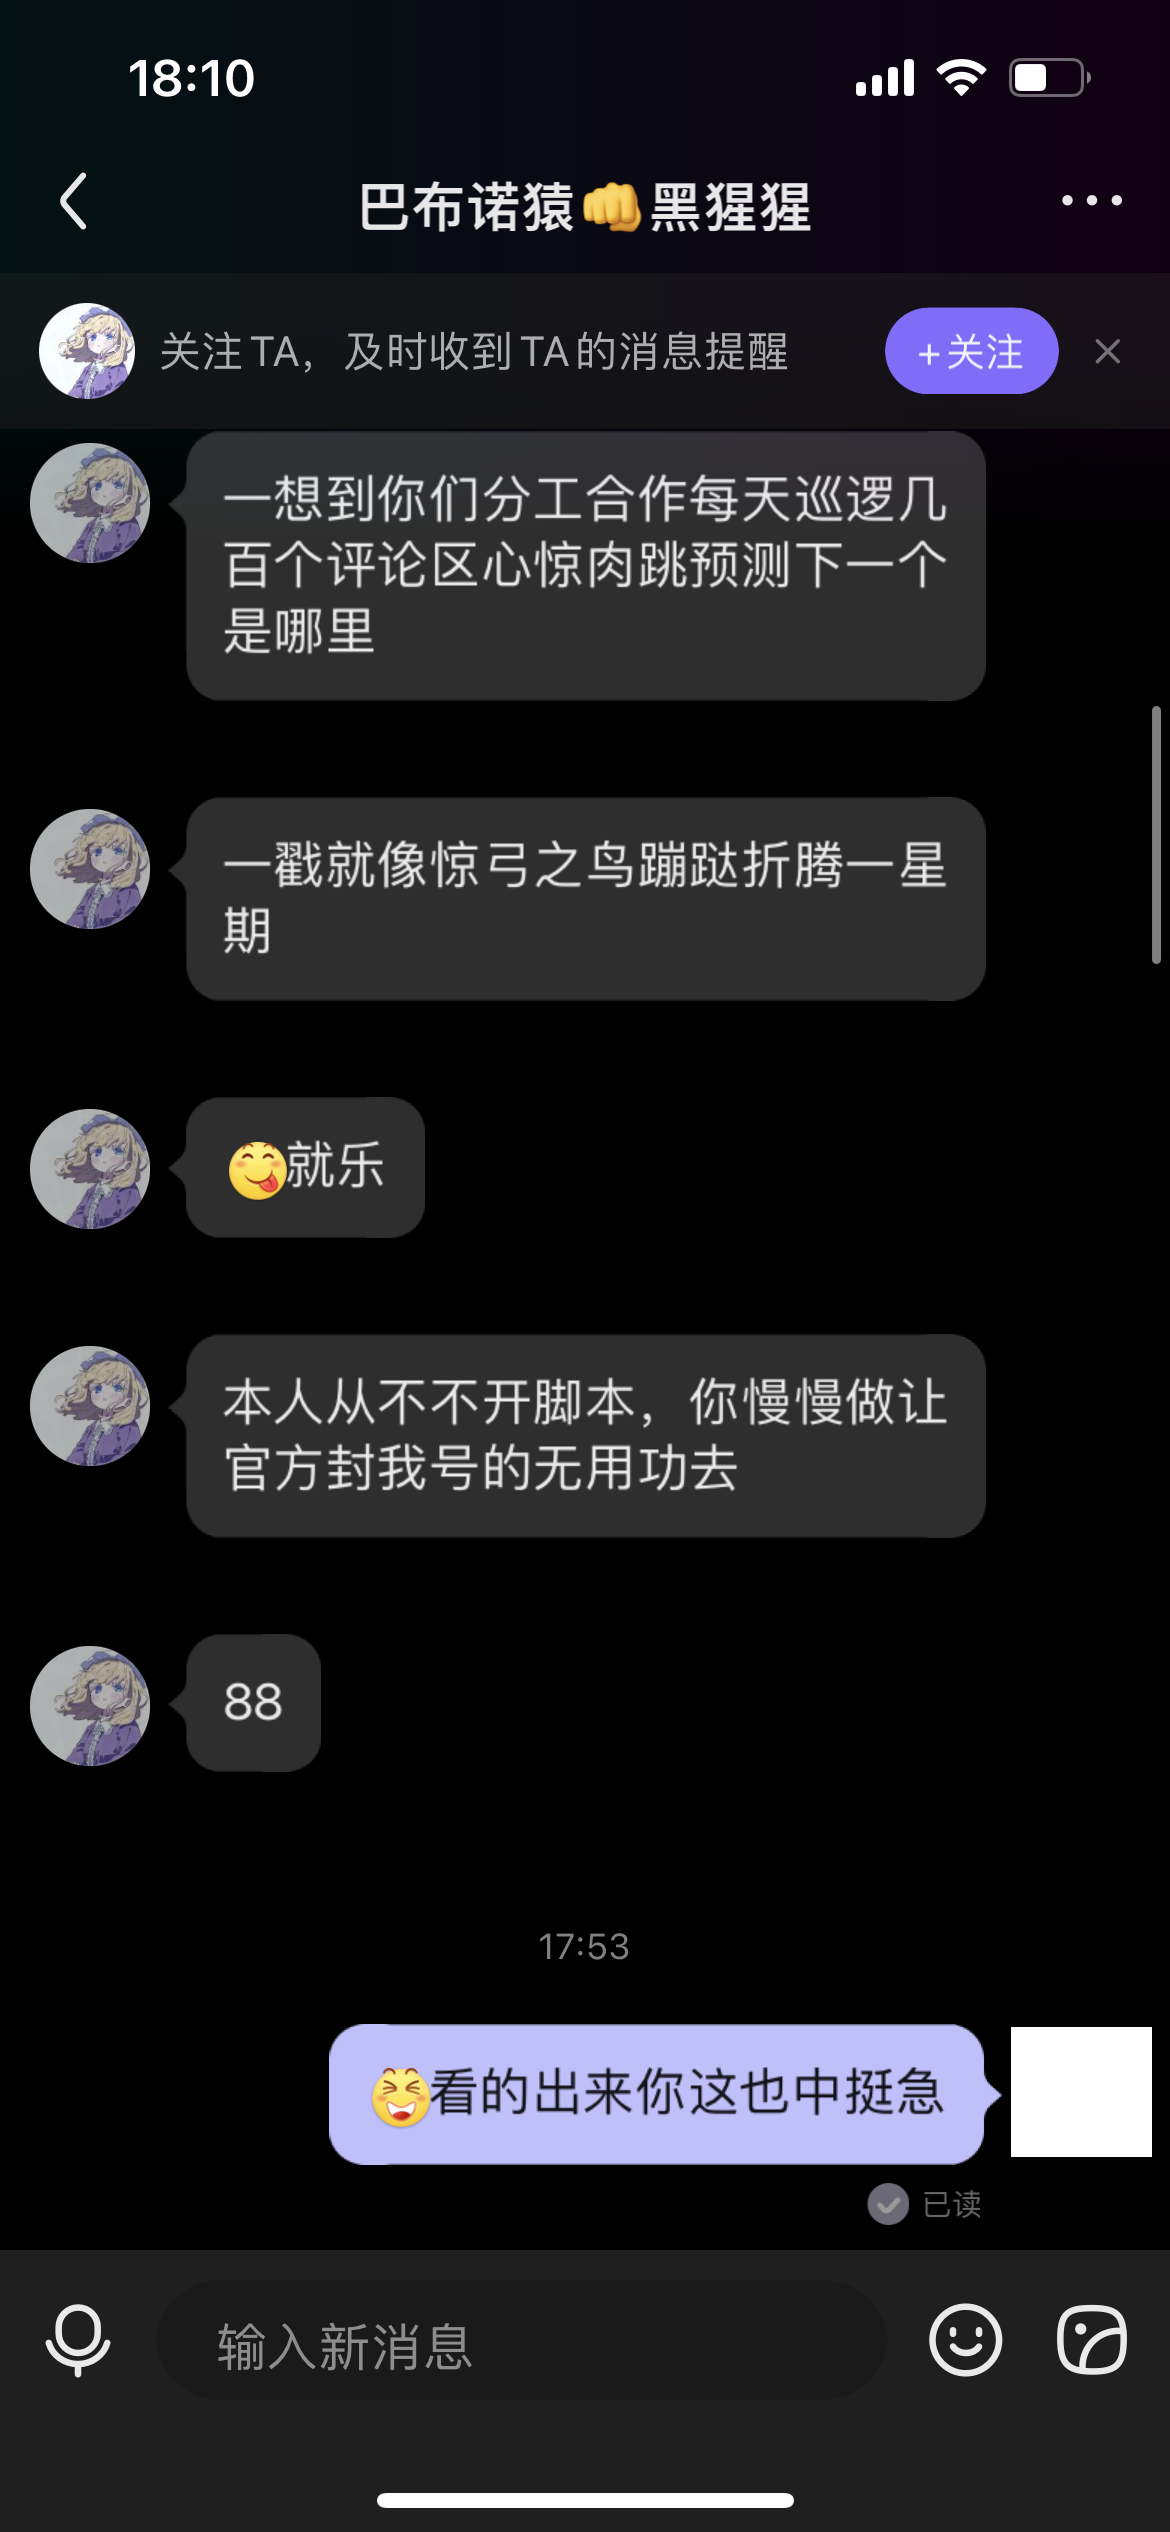 18:10
巴布诺猿👊黑猩猩
关注TA，及时收到TA的消息提醒
+关注
一想到你们分工合作每天巡逻几
百个评论区心惊肉跳预测下一个
是哪里
一戳就像惊弓之鸟蹦跶折腾一星
期
😋就乐
本人从不不开脚本，你慢慢做让
官方封我号的无用功去
88
17:53
😆看的出来你这也中挺急
已读
输入新消息